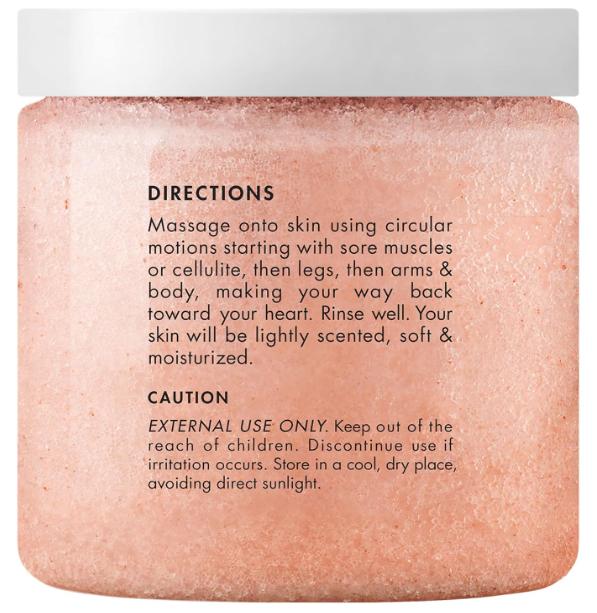 DIRECTIONS
Massage onto skin using circular
motions starting with sore muscles
or cellulite, then legs, then arms &
body, making your way back
toward your heart. Rinse well. Your
skin will be lightly scented, soft &
moisturized.
CAUTION
EXTERNAL USE ONLY. Keep out of the
reach of children. Discontinue use if
irritation occurs. Store in a cool, dry place,
avoiding direct sunlight.